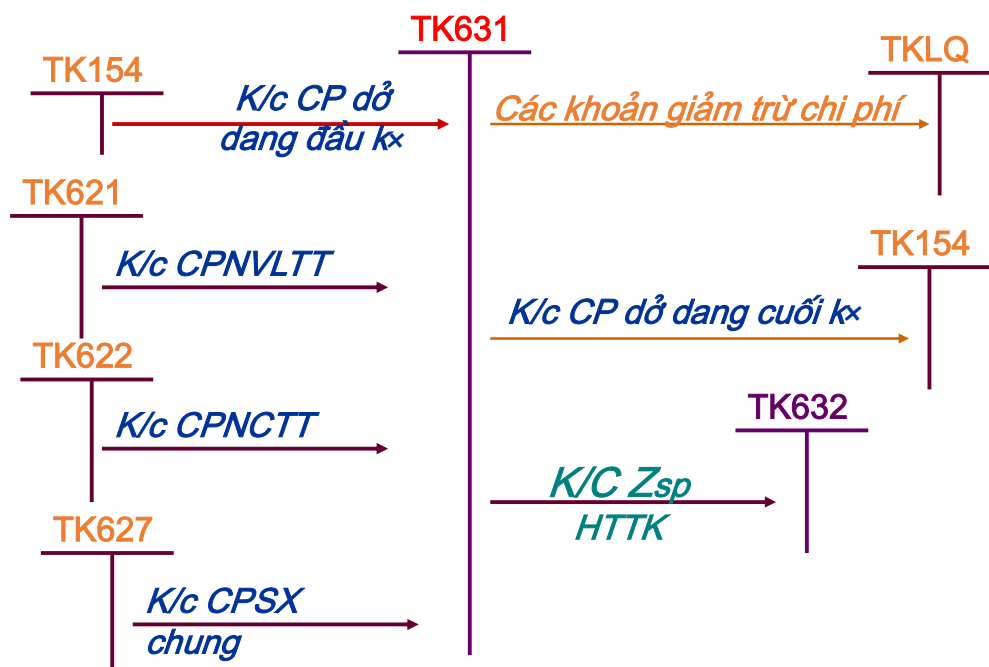 TK631
TKLQ
TK154
K/c CP dở
dang đầu k×
Các khoản giảm trừ chi phí
TK621
TK154
K/c CPNVLTT
K/c CP dở dang cuối k×
TK622
TK632
K/c CPNCTT
K/C Zsp
HTTK
TK627
K/c CPSX
chung